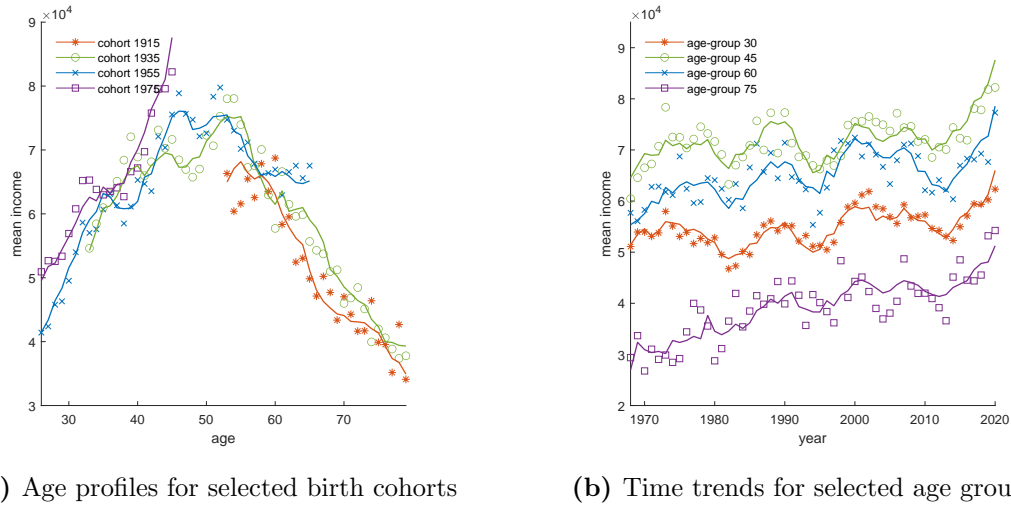 ×10⁴
9
8
7
6
5
4
3
mean income
cohort 1915
cohort 1935
cohort 1955
cohort 1975
30
40
50
60
70
age
×10⁴
9
8
7
6
5
4
3
2
mean income
age-group 30
age-group 45
age-group 60
age-group 75
1970
1980
1990
2000
2010
2020
year
) Age profiles for selected birth cohorts
(b) Time trends for selected age grou